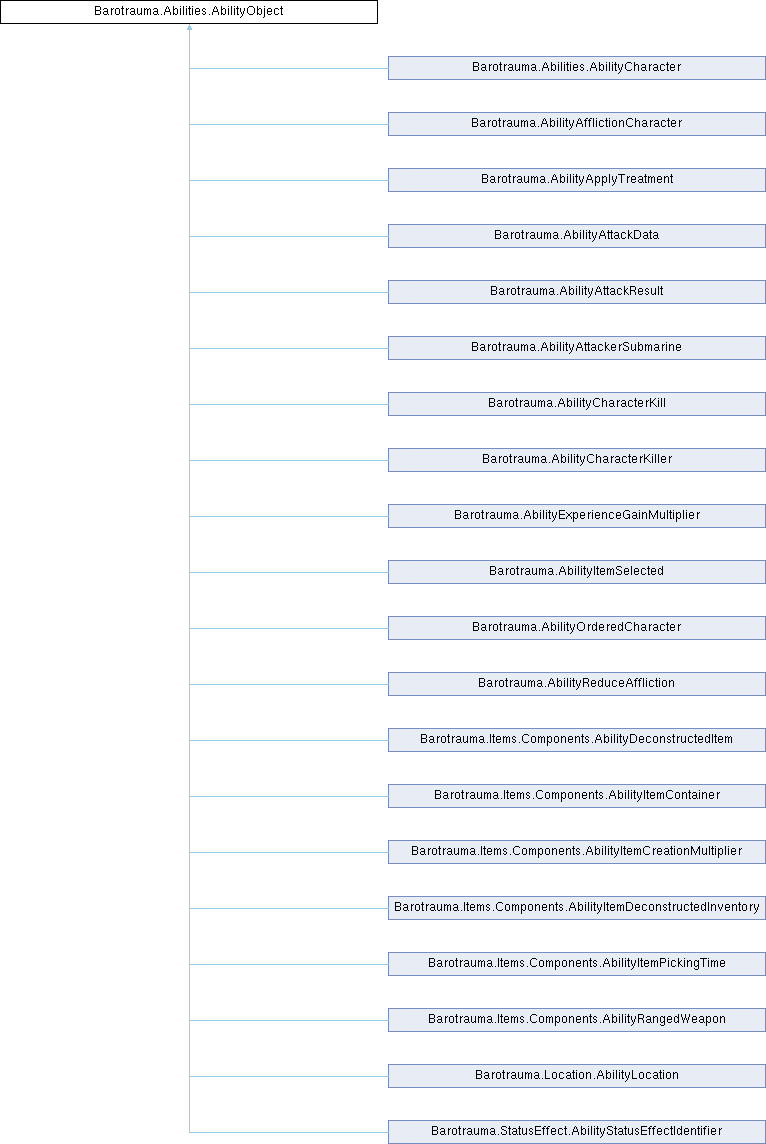 Barotrauma.Abilities.AbilityObject
Barotrauma.Abilities.AbilityCharacter
Barotrauma.AbilityAfflictionCharacter
Barotrauma.AbilityApplyTreatment
Barotrauma.AbilityAttackData
Barotrauma.AbilityAttackResult
Barotrauma.AbilityAttackerSubmarine
Barotrauma.AbilityCharacterKill
Barotrauma.AbilityCharacterKiller
Barotrauma.AbilityExperienceGainMultiplier
Barotrauma.AbilityItemSelected
Barotrauma.AbilityOrderedCharacter
Barotrauma.AbilityReduceAffliction
Barotrauma.Items.Components.AbilityDeconstructedItem
Barotrauma.Items.Components.AbilityItemContainer
Barotrauma.Items.Components.AbilityItemCreationMultiplier
Barotrauma.Items.Components.AbilityItemDeconstructedInventory
Barotrauma.Items.Components.AbilityItemPickingTime
Barotrauma.Items.Components.AbilityRangedWeapon
Barotrauma.Location.AbilityLocation
Barotrauma.StatusEffect.AbilityStatusEffectIdentifier